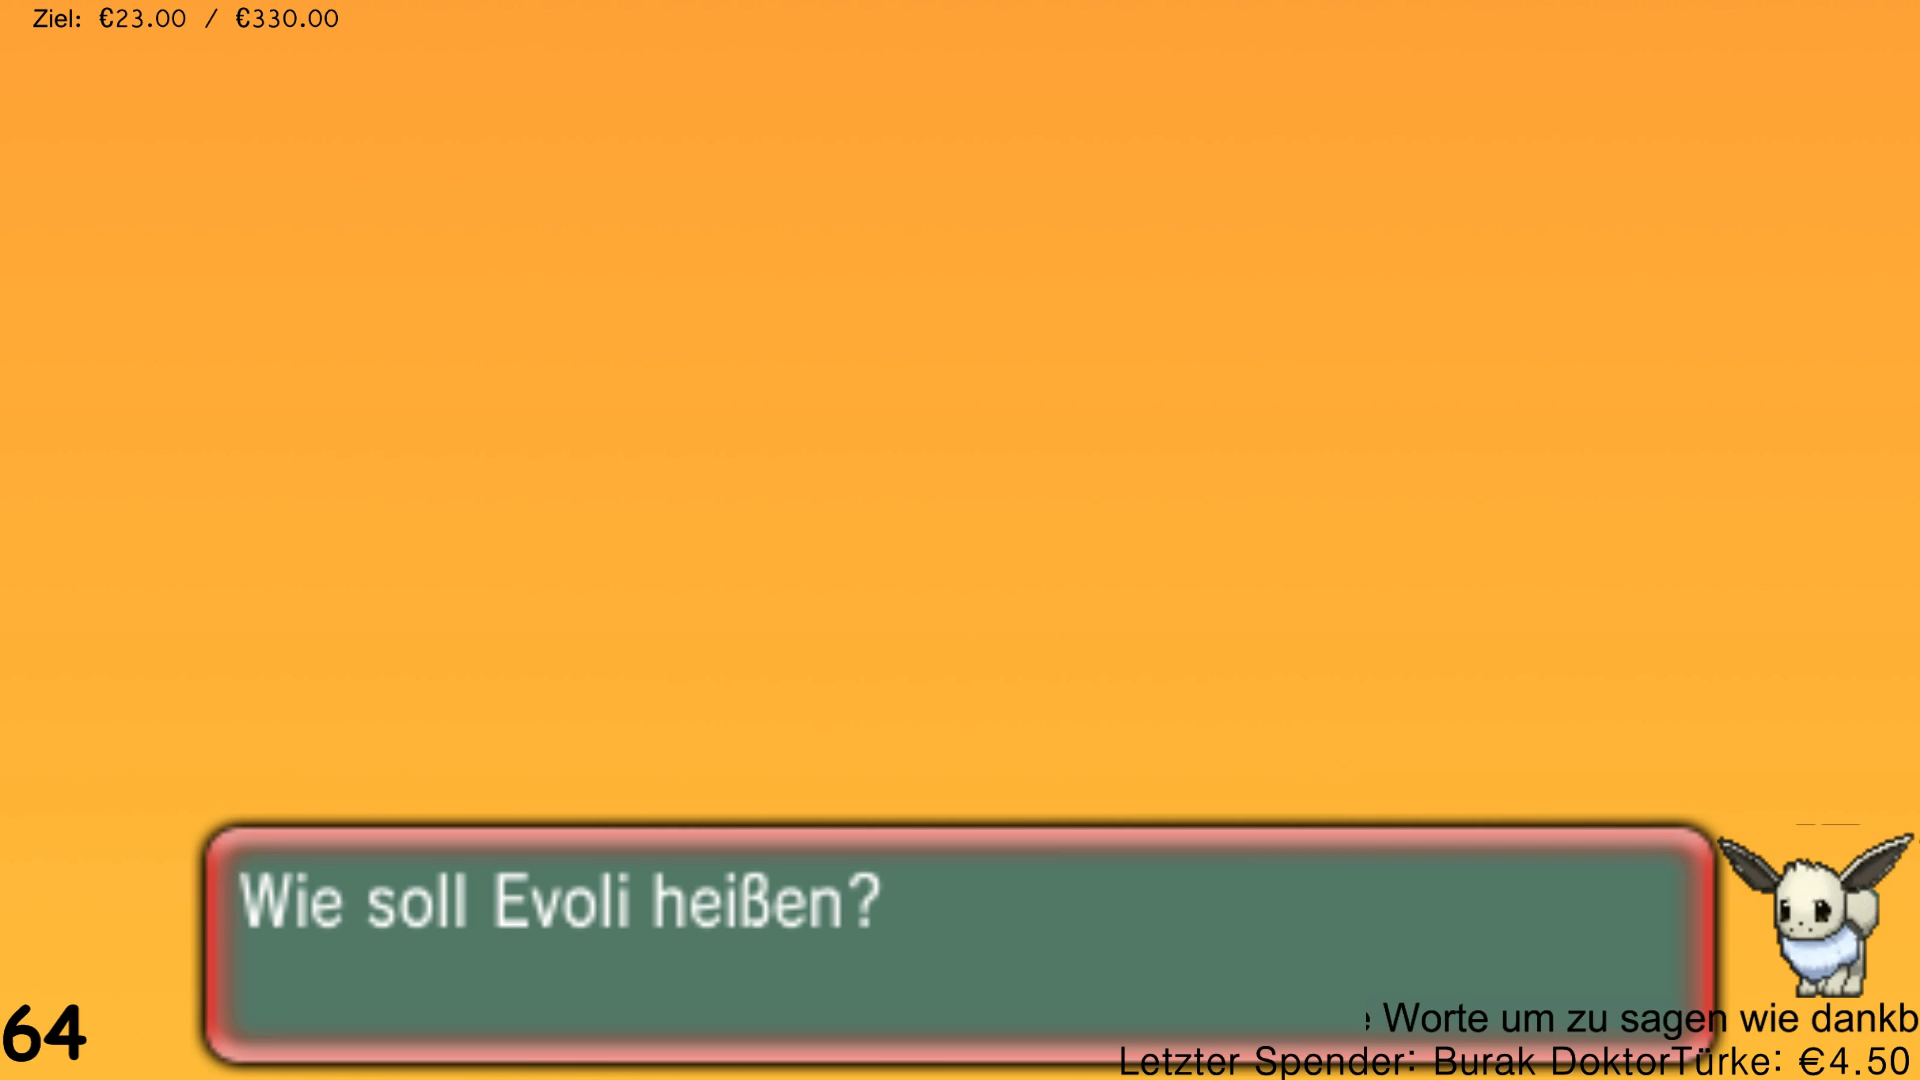 Ziel: €23.00 / €330.00
Wie soll Evoli heißen?
64
Worte um zu sagen wie dankb
Letzter Spender: Burak DoktorTürke: €4.50